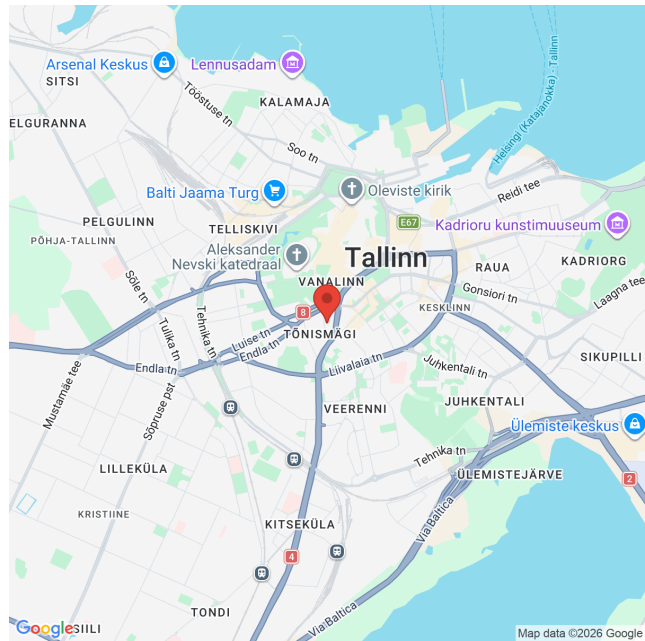 Arsenal Keskus
Lennusadam
SITSI
KALAMAJA
Tööstuse tn
ELGURANNA
Soo tn
Helsingi (Katajanokka) - Tallinn
Balti Jaama Turg
Oleviste kirik
Reidi tee
PELGULINN
TELLISKIVI
E67
Kadrioru kunstimuuseum
PÕHJA-TALLINN
Aleksander
Nevski katedraal
Tallinn
RAUA
KADRIORG
Sõle tn
VANALINN
Gonsiori tn
Laagna tee
Tehnika tn
Tulika tn
8
KESKLINN
Luise tn
TÕNISMÄGI
Endla tn
Endla tn
Liivalaia tn
Juhkentali tn
SIKUPILLI
Mustamäe tee
Sõpruse pst
VEERENNI
JUHKENTALI
Ülemiste keskus
Tehnika tn
LILLEKÜLA
ÜLEMISTEJÄRVE
2
KRISTIINE
KITSEKÜLA
Via Baltica
4
TONDI
Via Baltica
Google
SIILI
Map data ©2026 Google